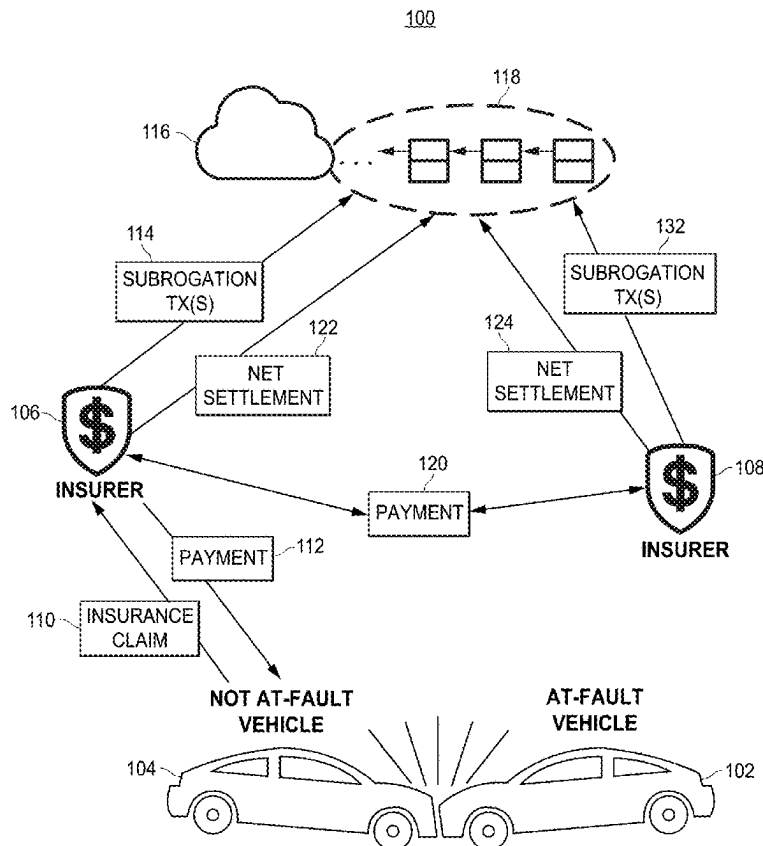 100
118
116
114
132
SUBROGATION
TX(S)
SUBROGATION
TX(S)
122
124
NET
SETTLEMENT
NET
SETTLEMENT
106
$
108
$
INSURER
120
PAYMENT
INSURER
PAYMENT
112
110
INSURANCE
CLAIM
NOT AT-FAULT
VEHICLE
AT-FAULT
VEHICLE
104
102